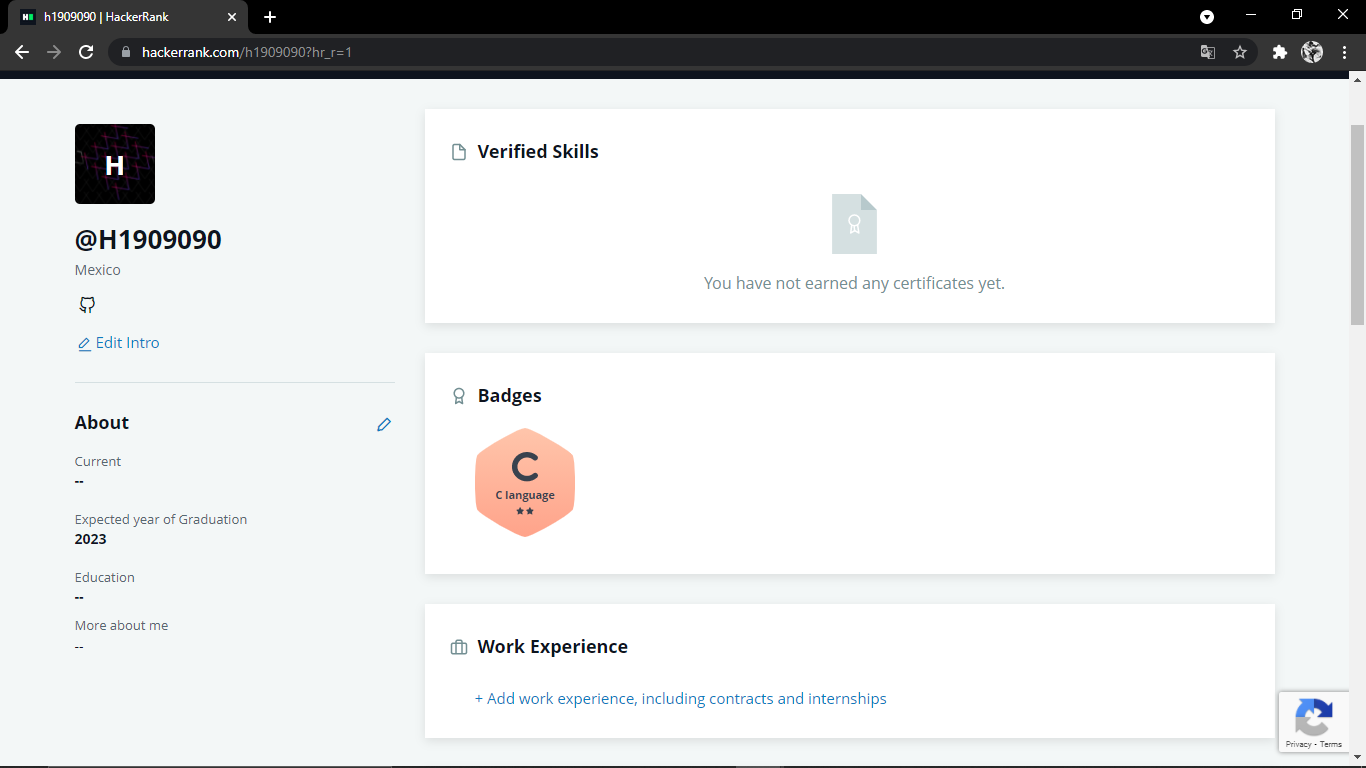 h1909090 | HackerRank
hackerrank.com/h1909090?hr_r=1
H
@H1909090
Mexico
Edit Intro
About
Current
--
Expected year of Graduation
2023
Education
--
More about me
--
Verified Skills
You have not earned any certificates yet.
Badges
C
C language
Work Experience
+ Add work experience, including contracts and internships
Privacy - Terms